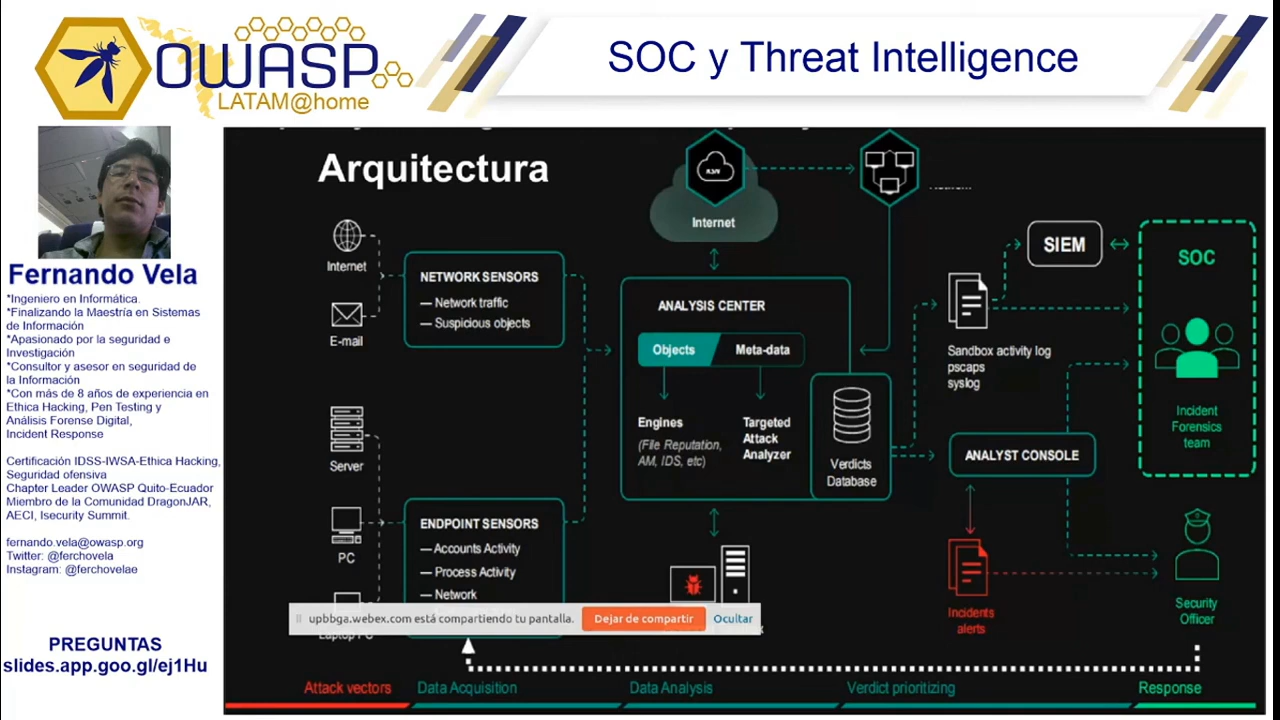 OWASP
LATAM@home
SOC y Threat Intelligence
Fernando Vela
*Ingeniero en Informática.
*Finalizando la Maestría en Sistemas
de Información
*Apasionado por la seguridad e
Investigación
*Consultor y asesor en seguridad de
la Información
*Con más de 8 años de experiencia en
Ethica Hacking, Pen Testing y
Análisis Forense Digital,
Incident Response
Certificación IDSS-IWSA-Ethica Hacking,
Seguridad ofensiva
Chapter Leader OWASP Quito-Ecuador
Miembro de la Comunidad DragonJAR,
AECI, Isecurity Summit.
fernando.vela@owasp.org
Twitter: @ferchovela
Instagram: @ferchovelae
PREGUNTAS
slides.app.goo.gl/ej1Hu
Arquitectura
Internet
E-mail
Server
PC
Laptop PC
NETWORK SENSORS
— Network traffic
— Suspicious objects
ENDPOINT SENSORS
— Accounts Activity
— Process Activity
— Network
KSN
Internet
ANALYSIS CENTER
Objects
Meta-data
Engines
(File Reputation,
AM, IDS, etc)
Targeted
Attack
Analyzer
Verdicts
Database
Sandbox activity log
pscaps
syslog
SIEM
ANALYST CONSOLE
Incidents
alerts
SOC
Incident
Forensics
team
Security
Officer
upbbga.webex.com está compartiendo tu pantalla.
Dejar de compartir
Ocultar
Attack vectors
Data Acquisition
Data Analysis
Verdict prioritizing
Response